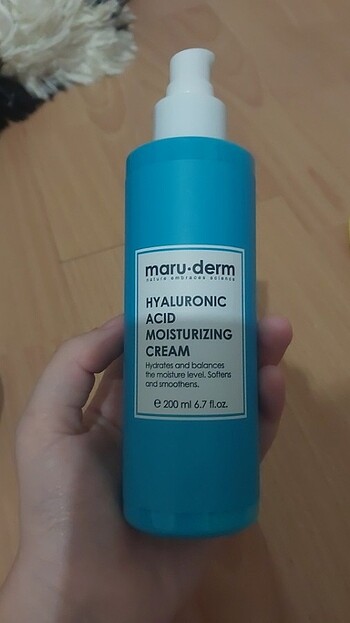 maru·derm
nature embraces science
HYALURONIC
ACID
MOISTURIZING
CREAM
Hydrates and balances
the moisture level. Softens
and smoothens.
℮ 200 ml 6.7 fl.oz.